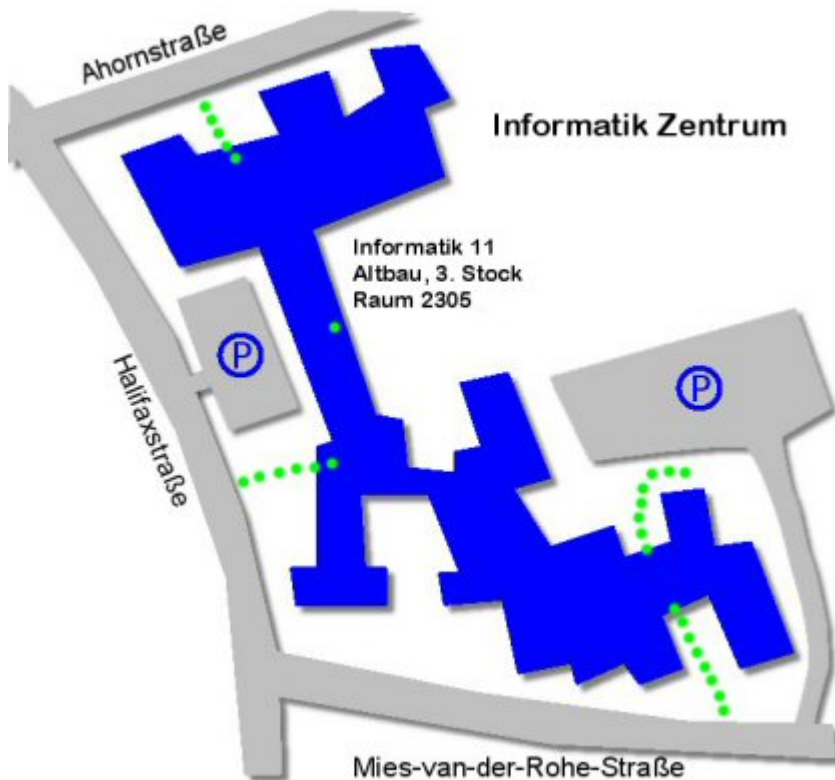 Ahornstraße
Informatik Zentrum
Informatik 11
Altbau, 3. Stock
Raum 2305
P
P
Halifaxstraße
Mies-van-der-Rohe-Straße